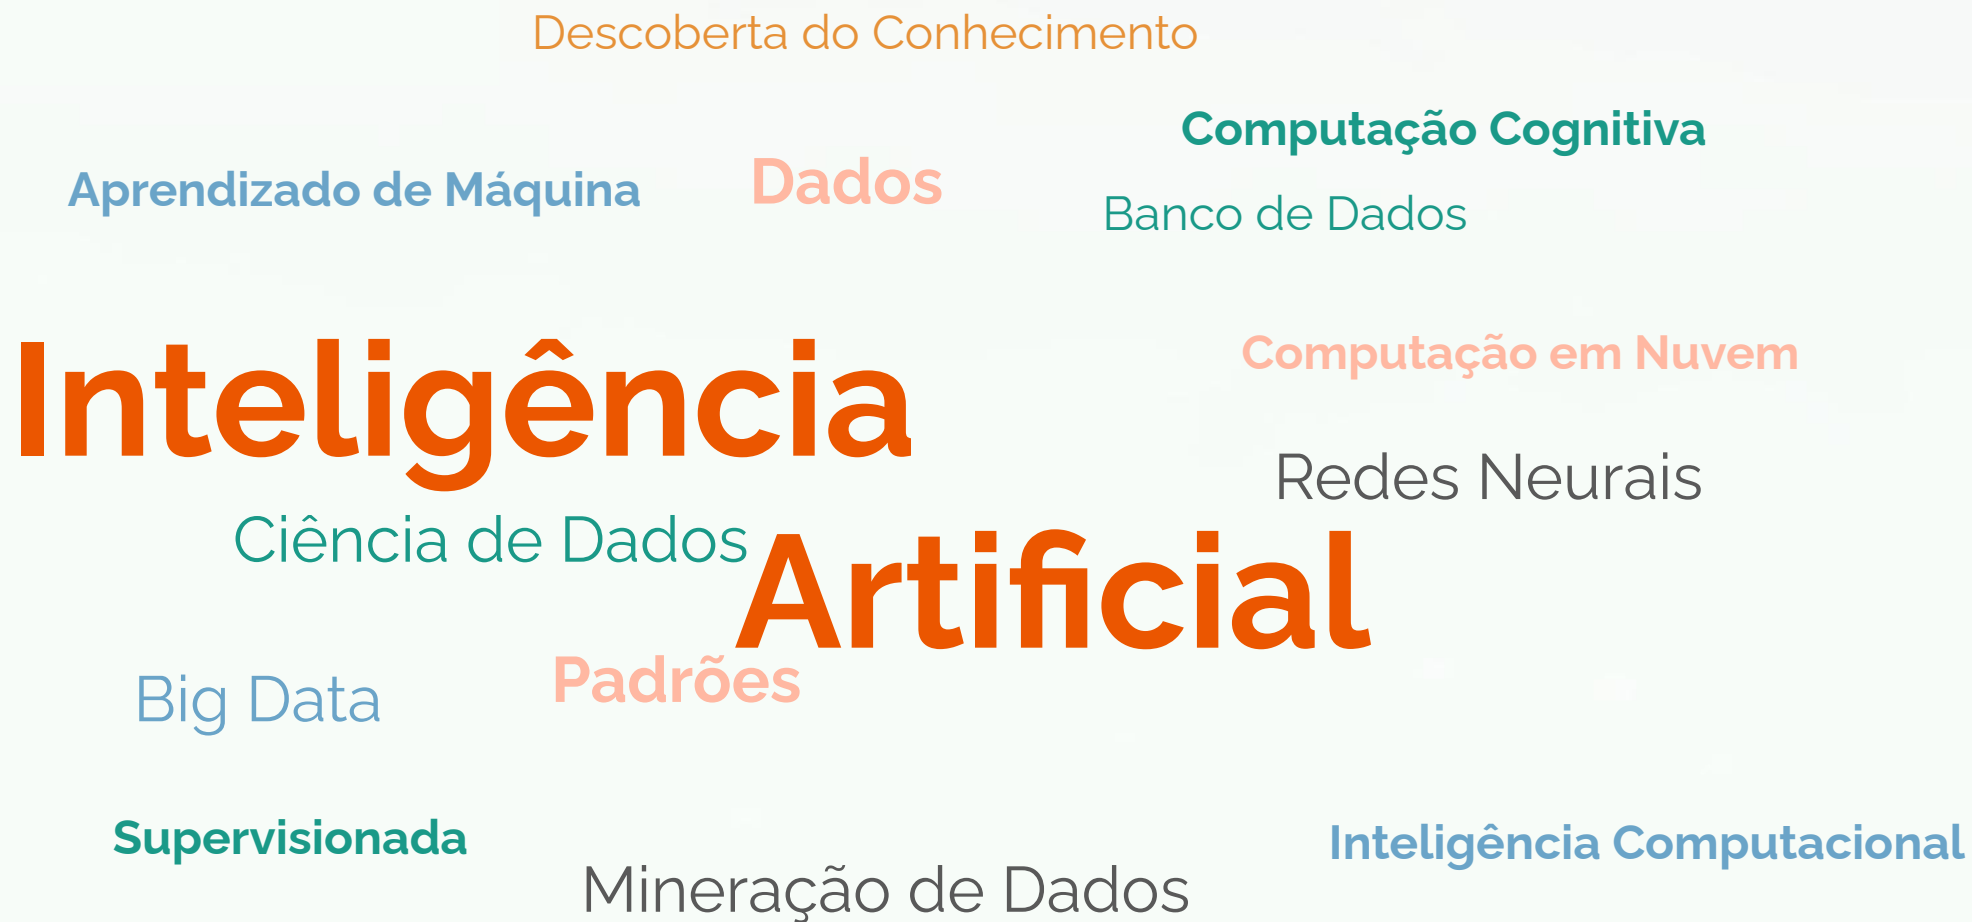 Descoberta do Conhecimento
Computação Cognitiva
Aprendizado de Máquina
Dados
Banco de Dados
Inteligência
Computação em Nuvem
Redes Neurais
Ciência de Dados
Artificial
Big Data
Padrões
Supervisionada
Inteligência Computacional
Mineração de Dados